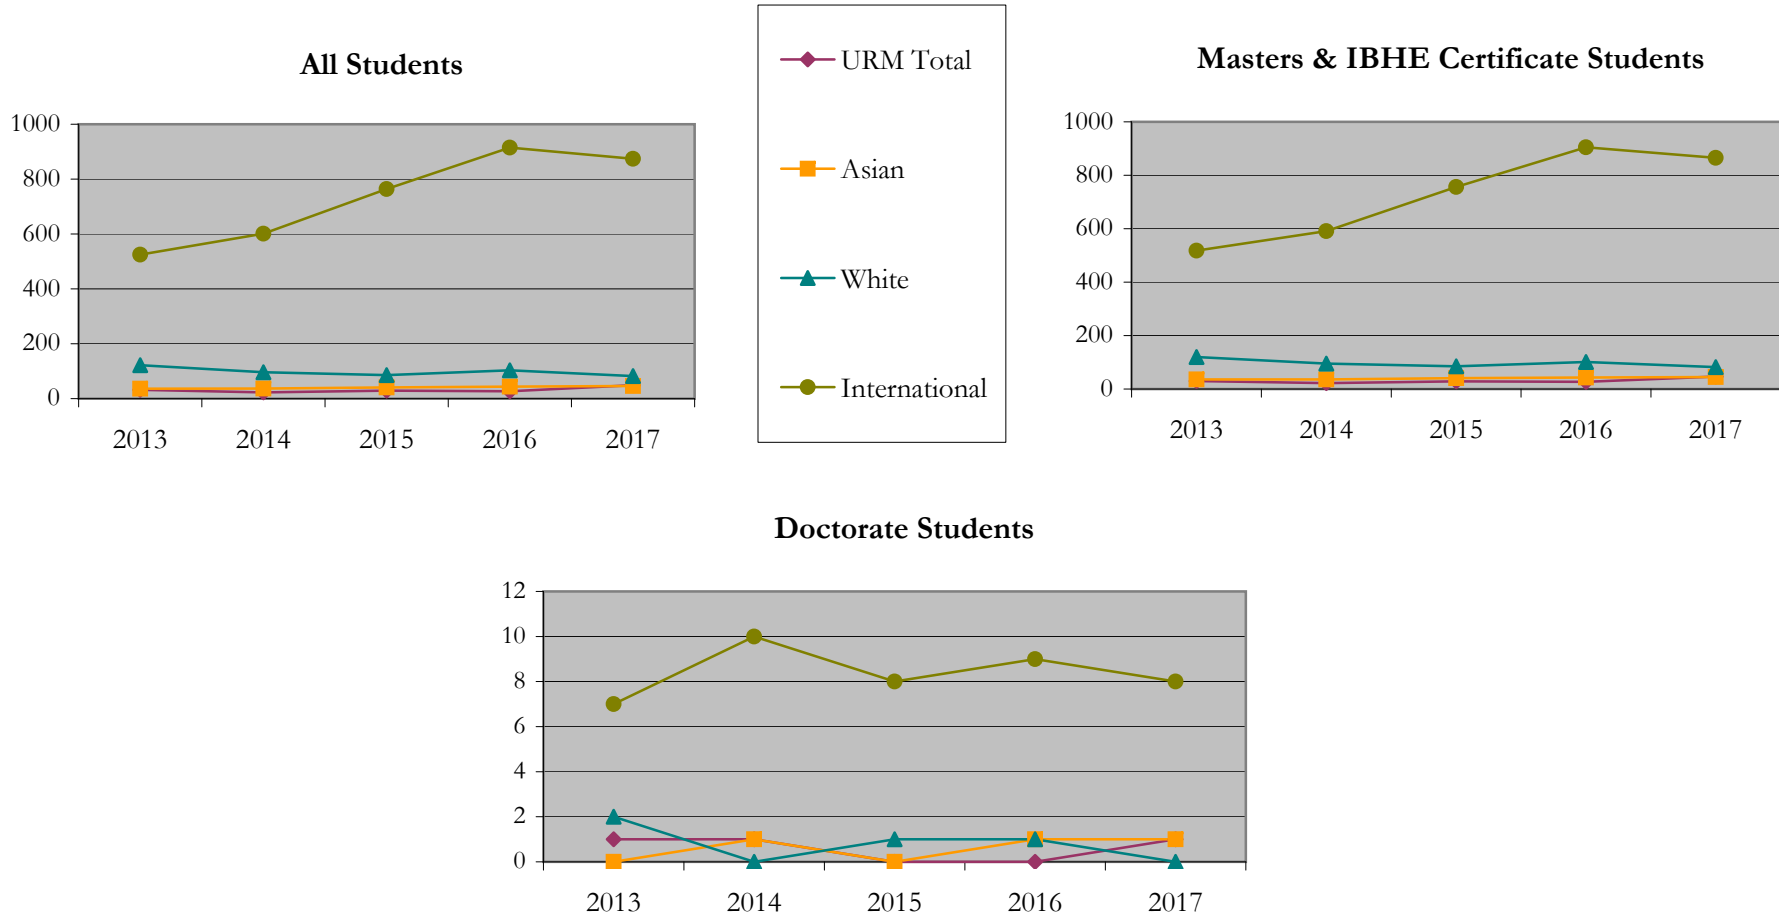 All Students
1000
800
600
400
200
0
2013 2014 2015 2016 2017
URM Total
Asian
White
International
Masters & IBHE Certificate Students
1000
800
600
400
200
0
2013 2014 2015 2016 2017
Doctorate Students
12
10
8
6
4
2
0
2013 2014 2015 2016 2017